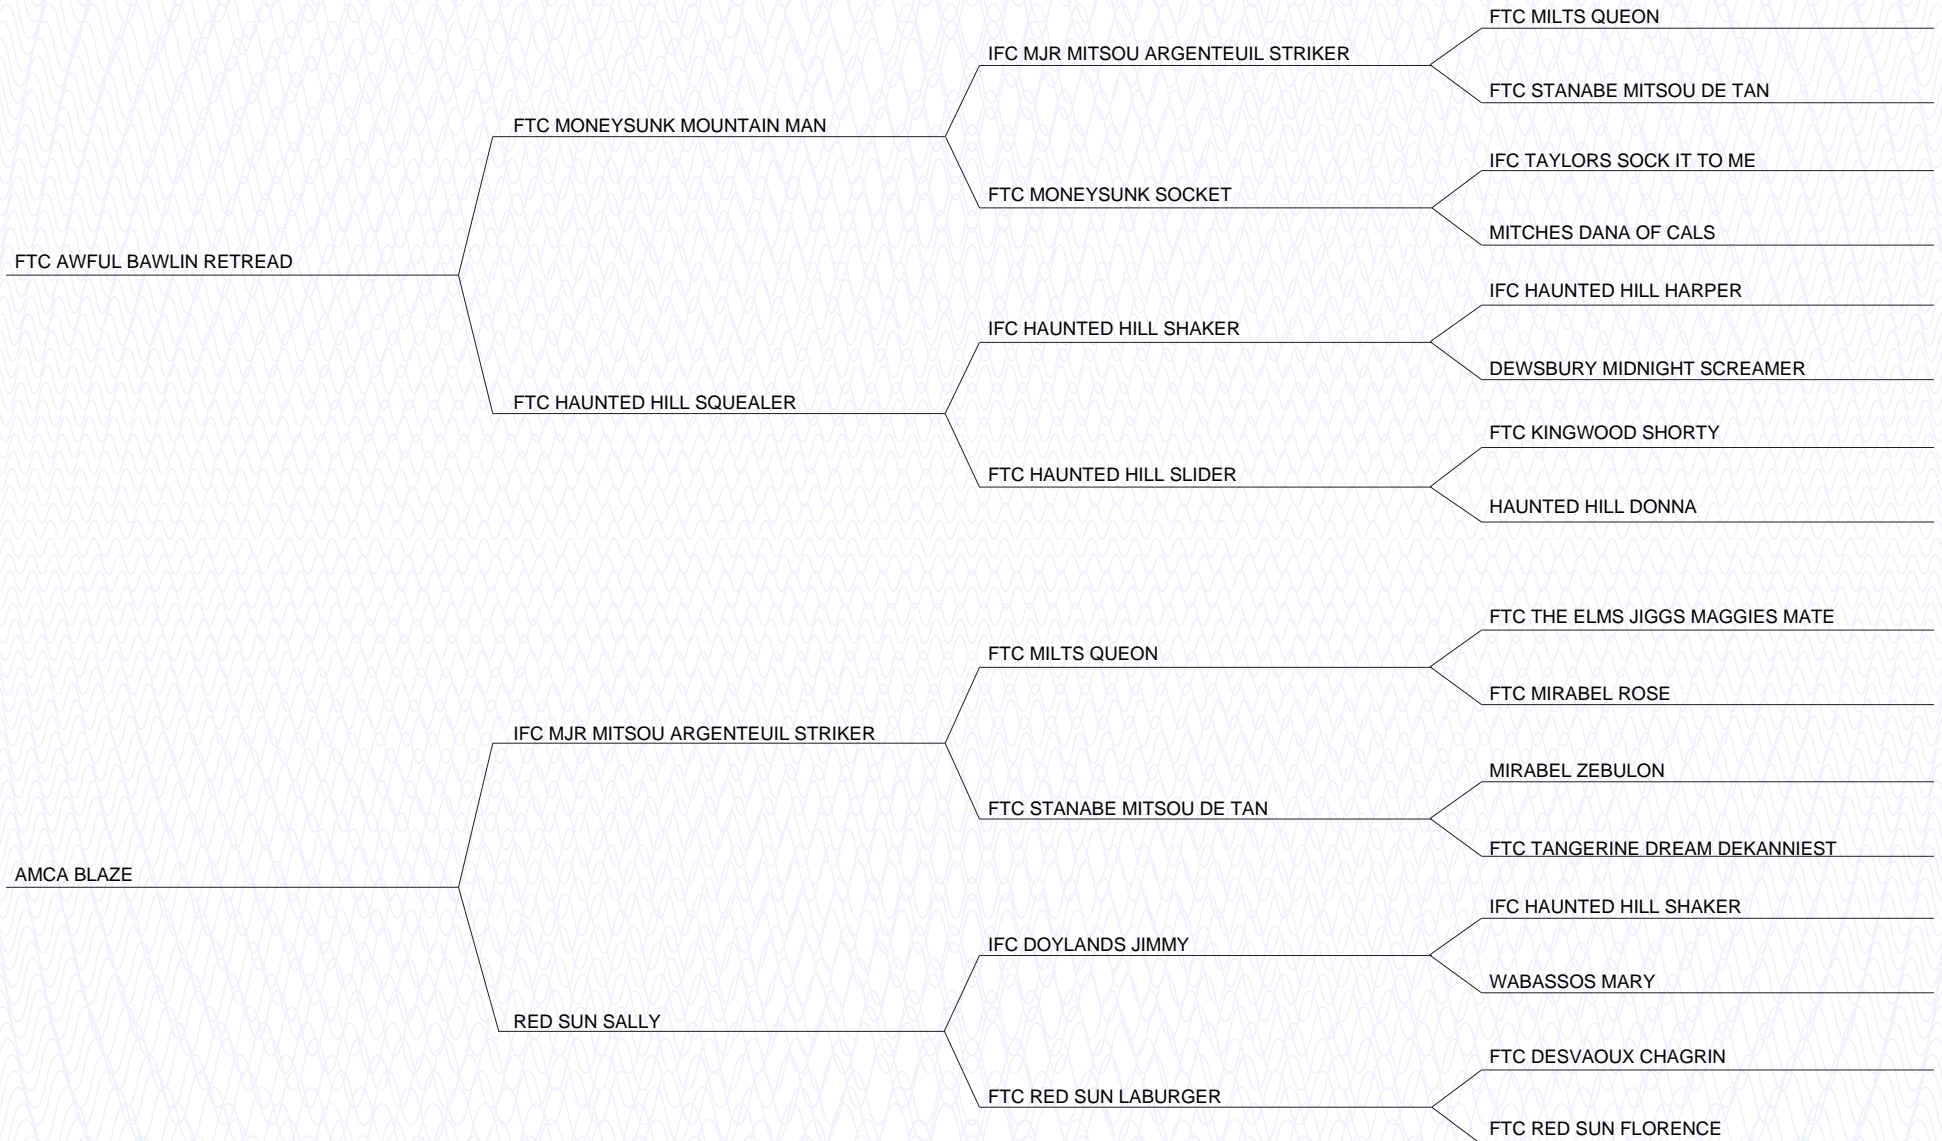 FTC MILTS QUEON
IFC MJR MITSOU ARGENTEUIL STRIKER
FTC STANABE MITSOU DE TAN
FTC MONEYSUNK MOUNTAIN MAN
IFC TAYLORS SOCK IT TO ME
FTC MONEYSUNK SOCKET
MITCHES DANA OF CALS
FTC AWFUL BAWLIN RETREAD
IFC HAUNTED HILL HARPER
IFC HAUNTED HILL SHAKER
DEWSBURY MIDNIGHT SCREAMER
FTC HAUNTED HILL SQUEALER
FTC KINGWOOD SHORTY
FTC HAUNTED HILL SLIDER
HAUNTED HILL DONNA
FTC THE ELMS JIGGS MAGGIES MATE
FTC MILTS QUEON
FTC MIRABEL ROSE
IFC MJR MITSOU ARGENTEUIL STRIKER
MIRABEL ZEBULON
FTC STANABE MITSOU DE TAN
FTC TANGERINE DREAM DEKANNIEST
AMCA BLAZE
IFC HAUNTED HILL SHAKER
IFC DOYLANDS JIMMY
WABASSOS MARY
RED SUN SALLY
FTC DESVAOUX CHAGRIN
FTC RED SUN LABURGER
FTC RED SUN FLORENCE